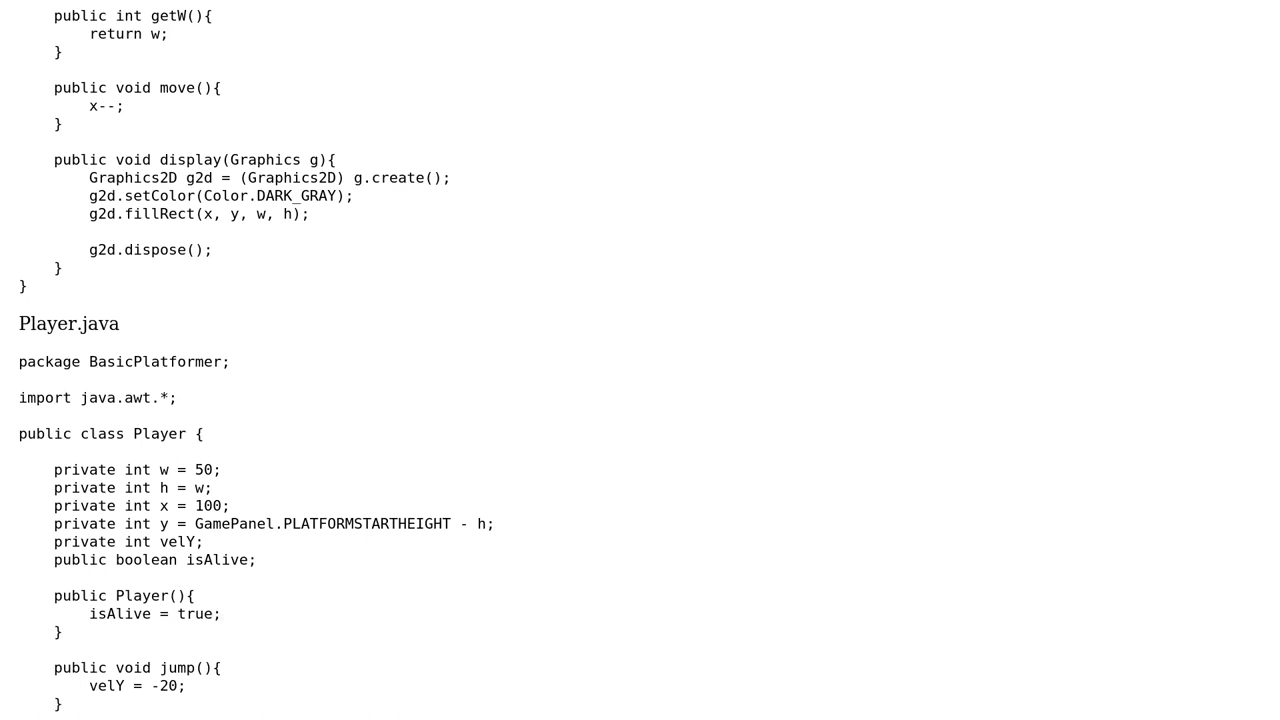 public int getW(){
        return w;
    }

    public void move(){
        x--;
    }

    public void display(Graphics g){
        Graphics2D g2d = (Graphics2D) g.create();
        g2d.setColor(Color.DARK_GRAY);
        g2d.fillRect(x, y, w, h);

        g2d.dispose();
    }
}
Player.java
package BasicPlatformer;

import java.awt.*;

public class Player {

    private int w = 50;
    private int h = w;
    private int x = 100;
    private int y = GamePanel.PLATFORMSTARTHEIGHT - h;
    private int velY;
    public boolean isAlive;

    public Player(){
        isAlive = true;
    }

    public void jump(){
        velY = -20;
    }